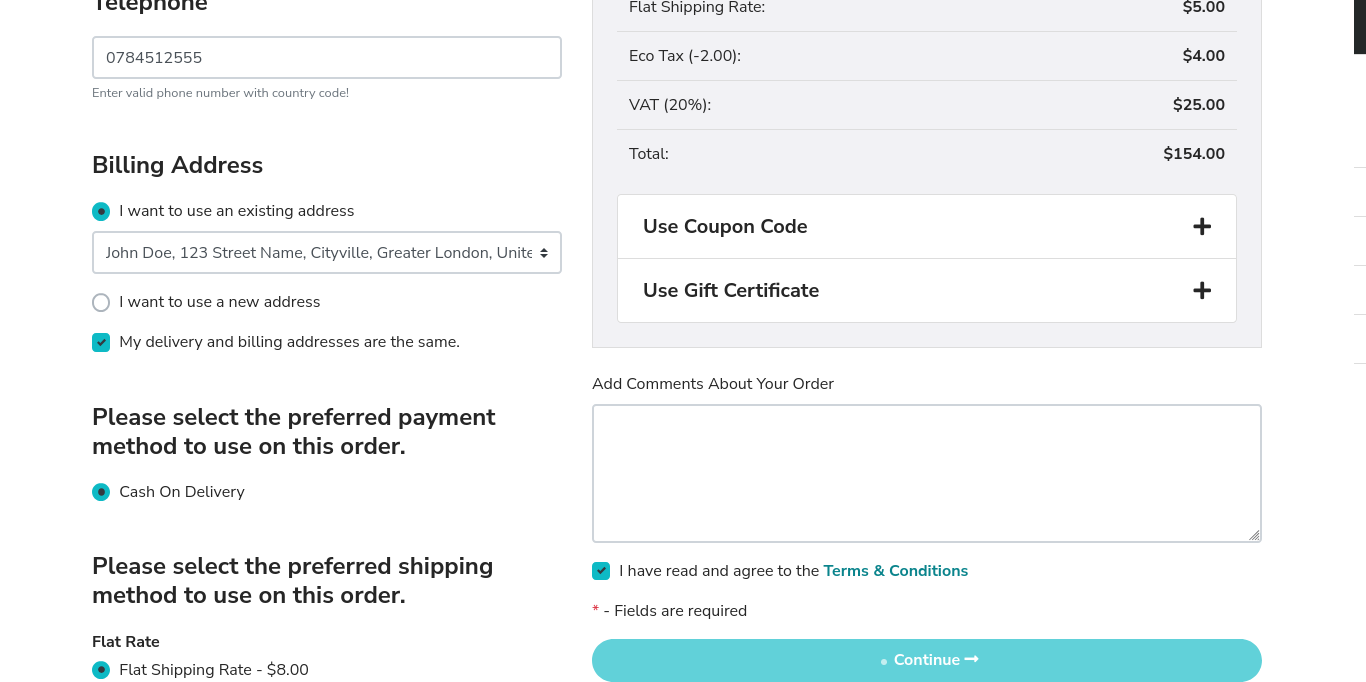 Telephone
0784512555
Enter valid phone number with country code!
Billing Address
I want to use an existing address
John Doe, 123 Street Name, Cityville, Greater London, Unite
I want to use a new address
My delivery and billing addresses are the same.
Please select the preferred payment
method to use on this order.
Cash On Delivery
Please select the preferred shipping
method to use on this order.
Flat Rate
Flat Shipping Rate - $8.00
Flat Shipping Rate: $5.00
Eco Tax (-2.00): $4.00
VAT (20%): $25.00
Total: $154.00
Use Coupon Code
Use Gift Certificate
Add Comments About Your Order
I have read and agree to the Terms & Conditions
* - Fields are required
Continue